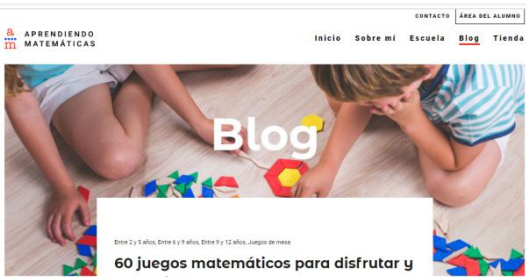 CONTACTO ÁREA DEL ALUMNO
a
m
APRENDIENDO
MATEMÁTICAS
Inicio Sobre mí Escuela Blog Tienda
Blog
Entre 2 y 5 años, Entre 6 y 9 años, Entre 9 y 12 años, Juegos de mesa
60 juegos matemáticos para disfrutar y